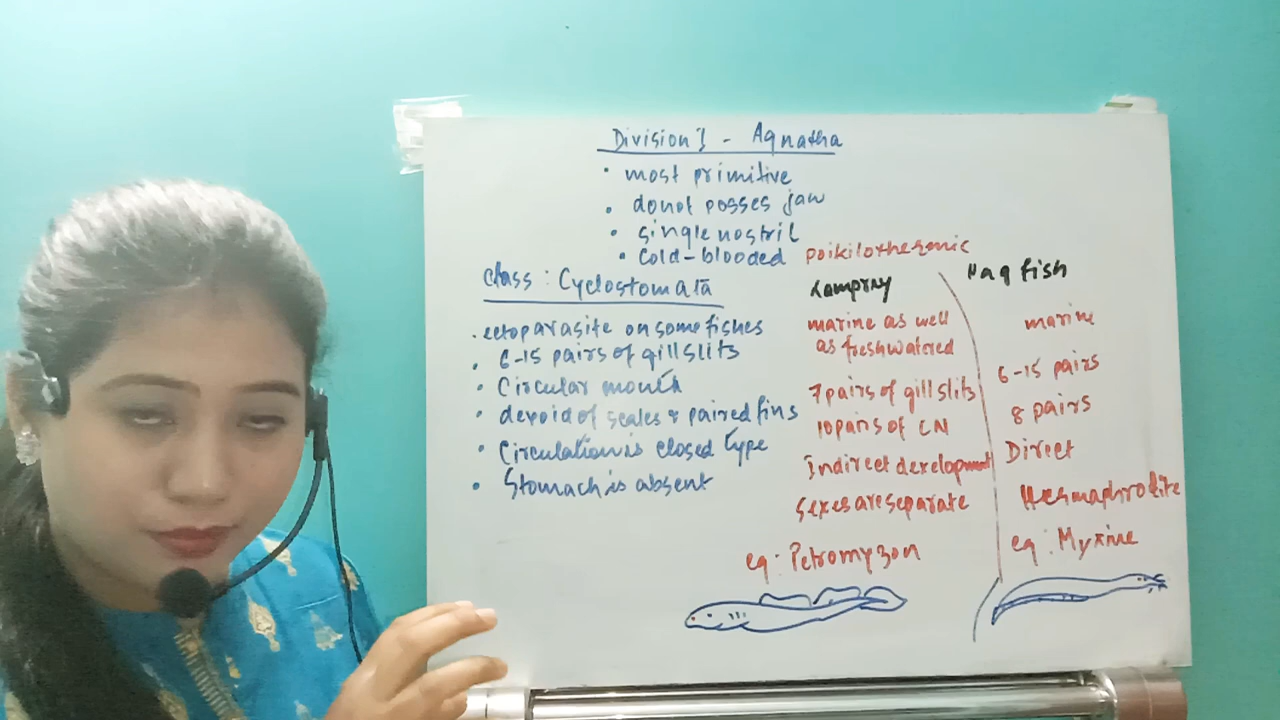 Division I - Agnatha
• most primitive
• donot posses jaw
• single nostril
• Cold-blooded poikilothermic
Class : Cyclostomata
• ectoparasite on some fishes
• 6-15 pairs of gill slits
• Circular mouth
• devoid of scales & paired fins
• Circulation is closed type
• Stomach is absent
Lampray
marine as well
as freshwatered
7 pairs of gill slits
10 pairs of CN
Indirect development
Sexes are separate
eg : Petromyzon
Hag fish
marine
6-15 pairs
8 pairs
Direct
Hermaphrodite
eg : Myxine